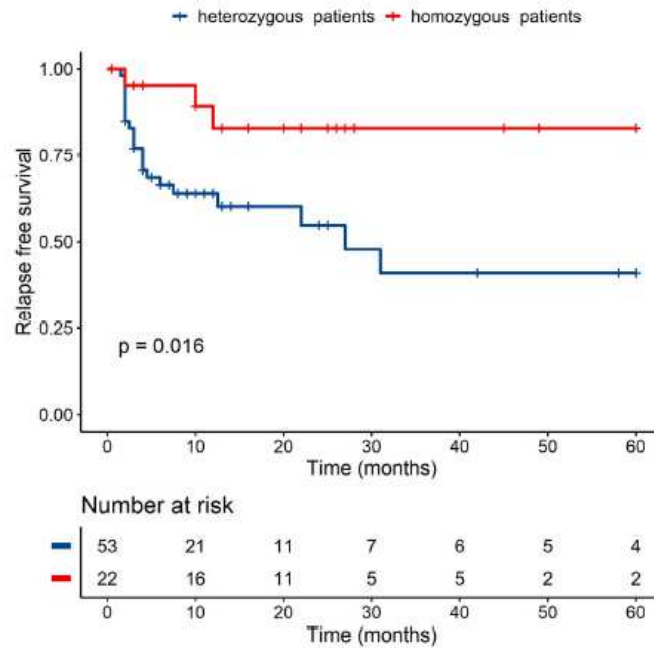 heterozygous patients homozygous patients
1.00
0.75
0.50
0.25
0.00
Relapse free survival
p = 0.016
0 10 20 30 40 50 60
Time (months)
Number at risk
53 21 11 7 6 5 4
22 16 11 5 5 2 2
0 10 20 30 40 50 60
Time (months)